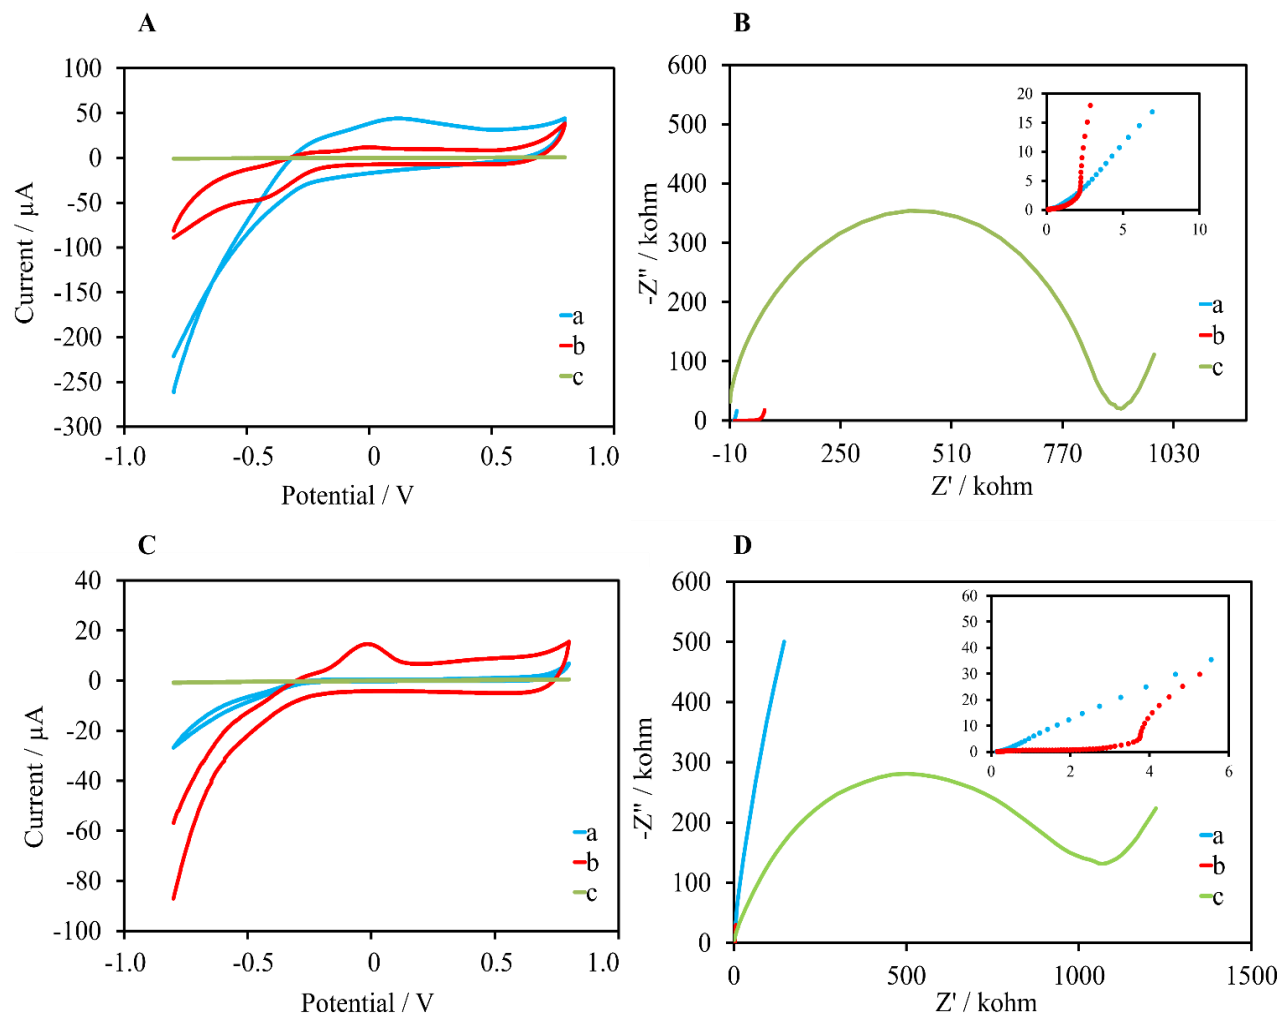 A
100
50
0
-50
-100
-150
-200
-250
-300
-1.0
-0.5
0
0.5
1.0
Current / µA
Potential / V
a
b
c
B
600
500
400
300
200
100
0
-10
250
510
770
1030
-Z" / kohm
Z' / kohm
20
15
10
5
0
0
5
10
a
b
c
C
40
20
0
-20
-40
-60
-80
-100
-1.0
-0.5
0
0.5
1.0
Current / µA
Potential / V
a
b
c
D
600
500
400
300
200
100
0
0
500
1000
1500
-Z" / kohm
Z' / kohm
60
50
40
30
20
10
0
0
2
4
6
a
b
c